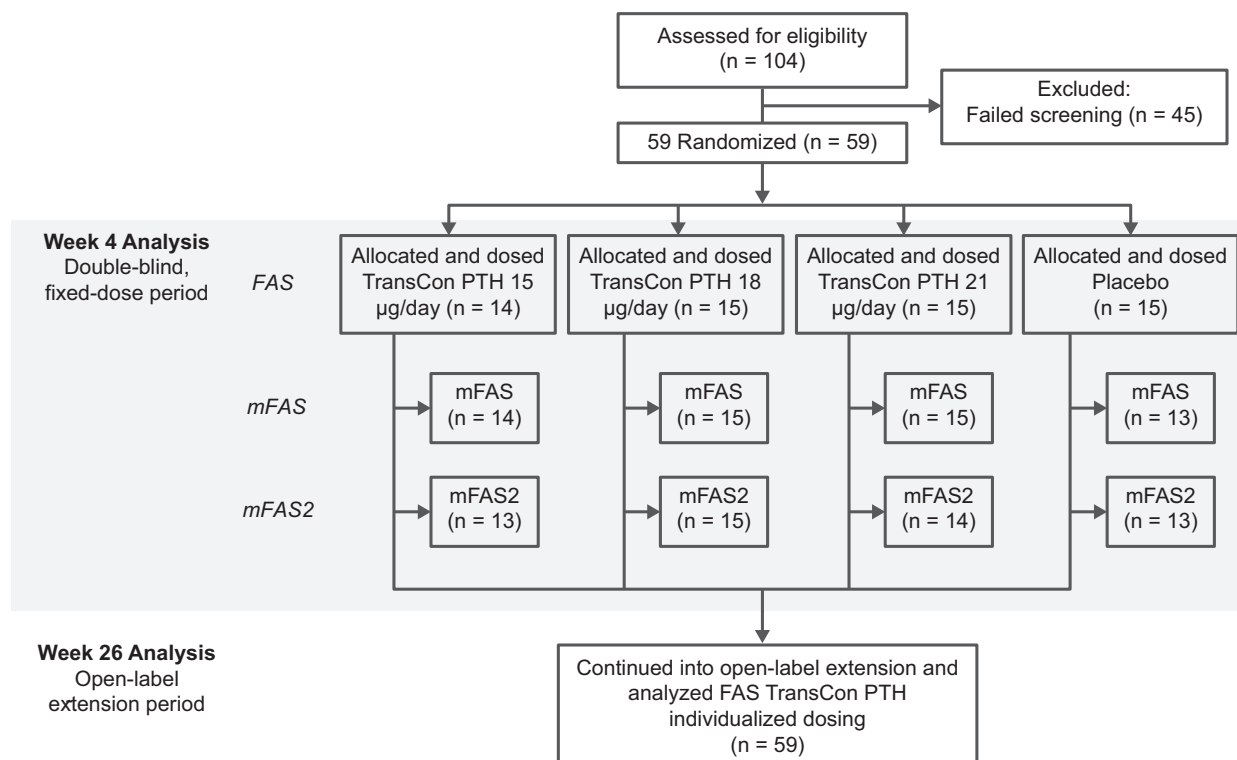 Assessed for eligibility
(n = 104)
Excluded:
Failed screening (n = 45)
59 Randomized (n = 59)
Week 4 Analysis
Double-blind,
fixed-dose period
FAS
Allocated and dosed
TransCon PTH 15
µg/day (n = 14)
Allocated and dosed
TransCon PTH 18
µg/day (n = 15)
Allocated and dosed
TransCon PTH 21
µg/day (n = 15)
Allocated and dosed
Placebo
(n = 15)
mFAS
mFAS
(n = 14)
mFAS
(n = 15)
mFAS
(n = 15)
mFAS
(n = 13)
mFAS2
mFAS2
(n = 13)
mFAS2
(n = 15)
mFAS2
(n = 14)
mFAS2
(n = 13)
Week 26 Analysis
Open-label
extension period
Continued into open-label extension and
analyzed FAS TransCon PTH
individualized dosing
(n = 59)